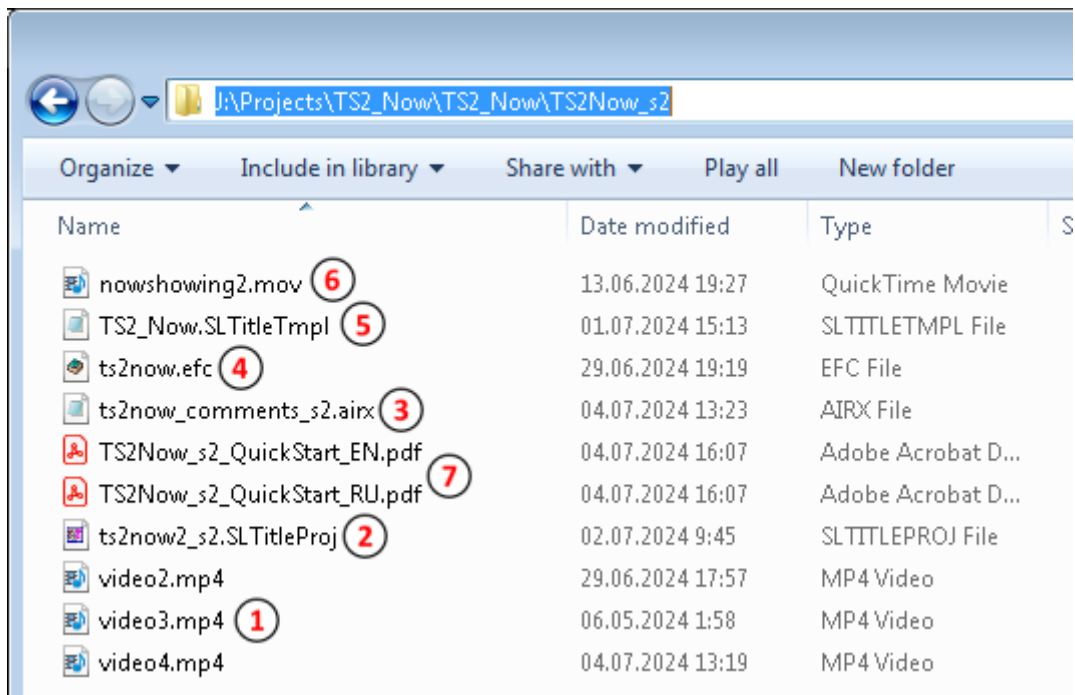 J:\Projects\TS2_Now\TS2_Now\TS2Now_s2
Organize Include in library Share with Play all New folder
Name Date modified Type S
nowshowing2.mov 6 13.06.2024 19:27 QuickTime Movie
TS2_Now.SLTitleTmpl 5 01.07.2024 15:13 SLTITLETMPL File
ts2now.efc 4 29.06.2024 19:19 EFC File
ts2now_comments_s2.airx 3 04.07.2024 13:23 AIRX File
TS2Now_s2_QuickStart_EN.pdf 04.07.2024 16:07 Adobe Acrobat D...
7
TS2Now_s2_QuickStart_RU.pdf 04.07.2024 16:07 Adobe Acrobat D...
ts2now2_s2.SLTitleProj 2 02.07.2024 9:45 SLTITLEPROJ File
video2.mp4 29.06.2024 17:57 MP4 Video
video3.mp4 1 06.05.2024 1:58 MP4 Video
video4.mp4 04.07.2024 13:19 MP4 Video